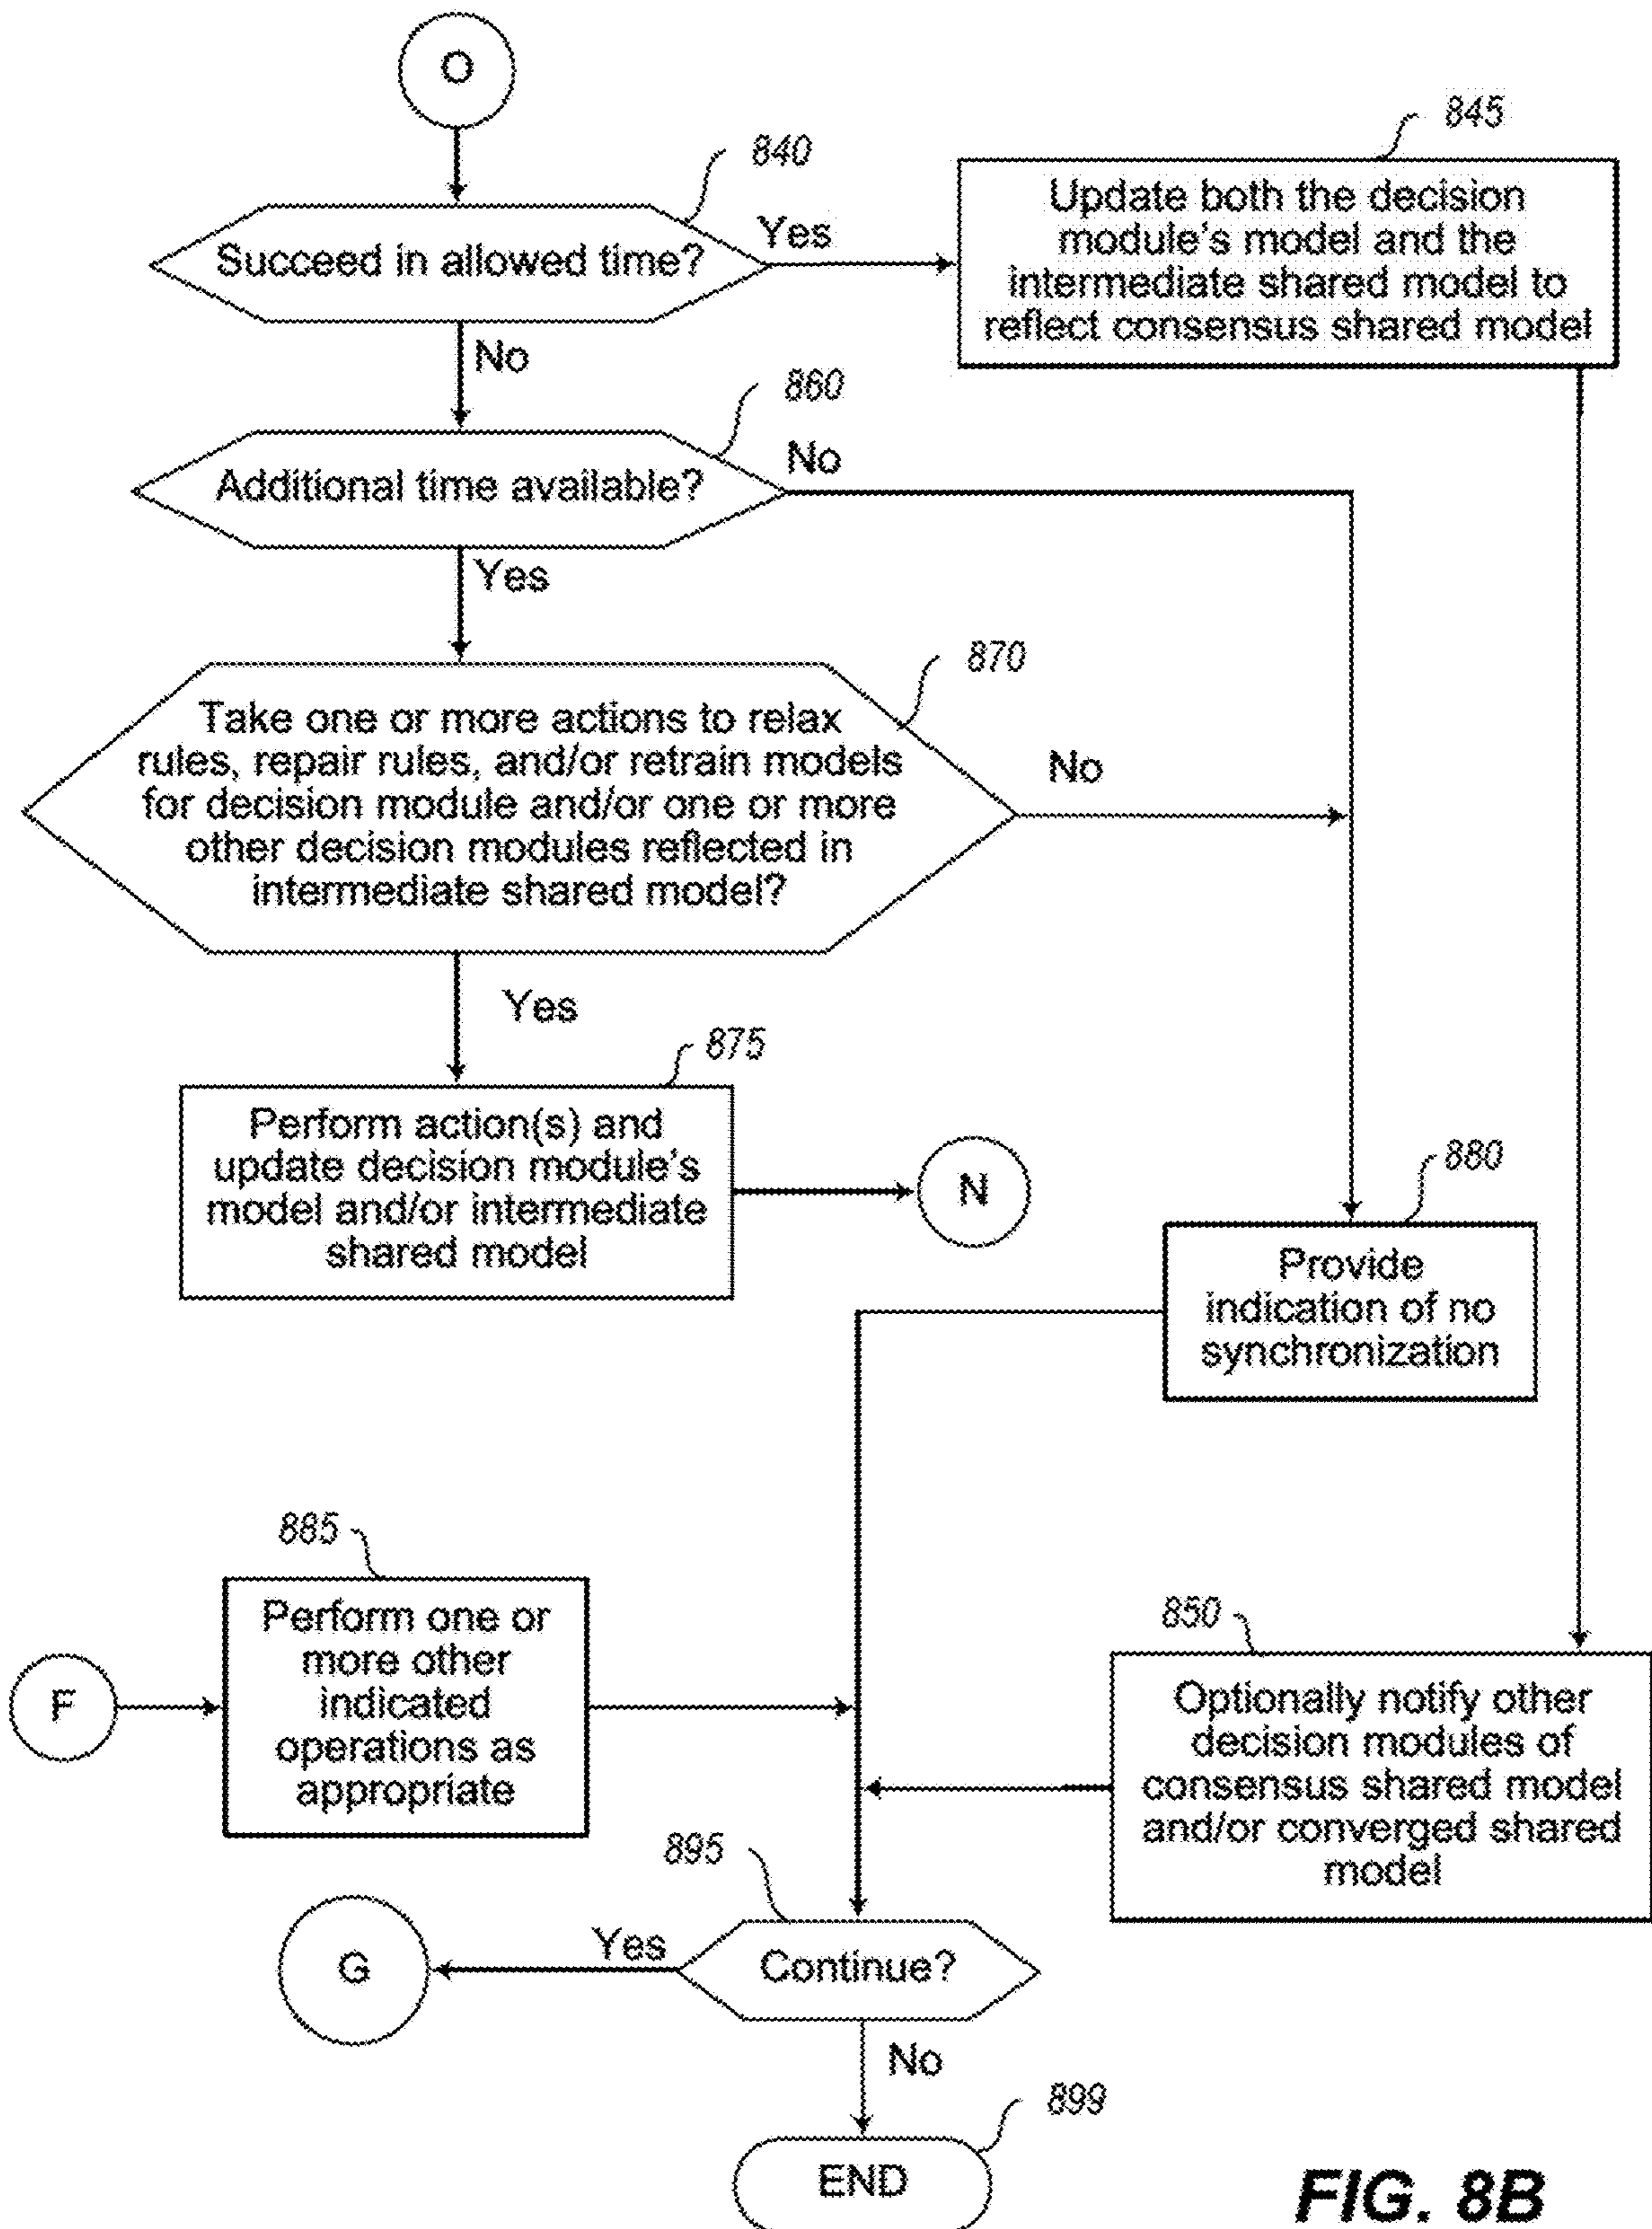 O
840
Succeed in allowed time?
Yes
845
Update both the decision
module's model and the
intermediate shared model to
reflect consensus shared model
No
860
Additional time available?
No
Yes
870
Take one or more actions to relax
rules, repair rules, and/or retrain models
for decision module and/or one or more
other decision modules reflected in
intermediate shared model?
No
Yes
875
Perform action(s) and
update decision module's
model and/or intermediate
shared model
N
880
Provide
indication of no
synchronization
885
F
Perform one or
more other
indicated
operations as
appropriate
850
Optionally notify other
decision modules of
consensus shared model
and/or converged shared
model
895
G
Yes
Continue?
No
899
END
FIG. 8B